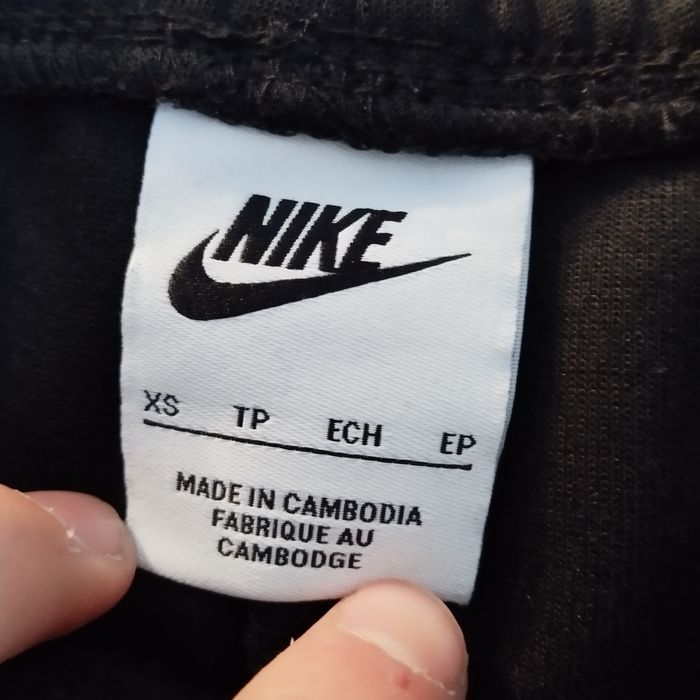 NIKE
XS TP ECH EP
MADE IN CAMBODIA
FABRIQUE AU
CAMBODGE